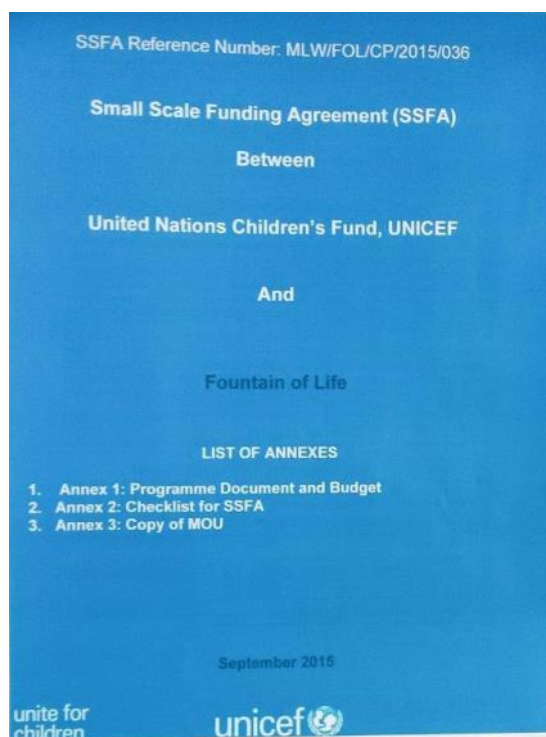 SSFA Reference Number: MLW/FOL/CP/2015/036
Small Scale Funding Agreement (SSFA)
Between
United Nations Children's Fund, UNICEF
And
Fountain of Life
LIST OF ANNEXES
1. Annex 1: Programme Document and Budget
2. Annex 2: Checklist for SSFA
3. Annex 3: Copy of MOU
September 2015
unite for
children
unicef